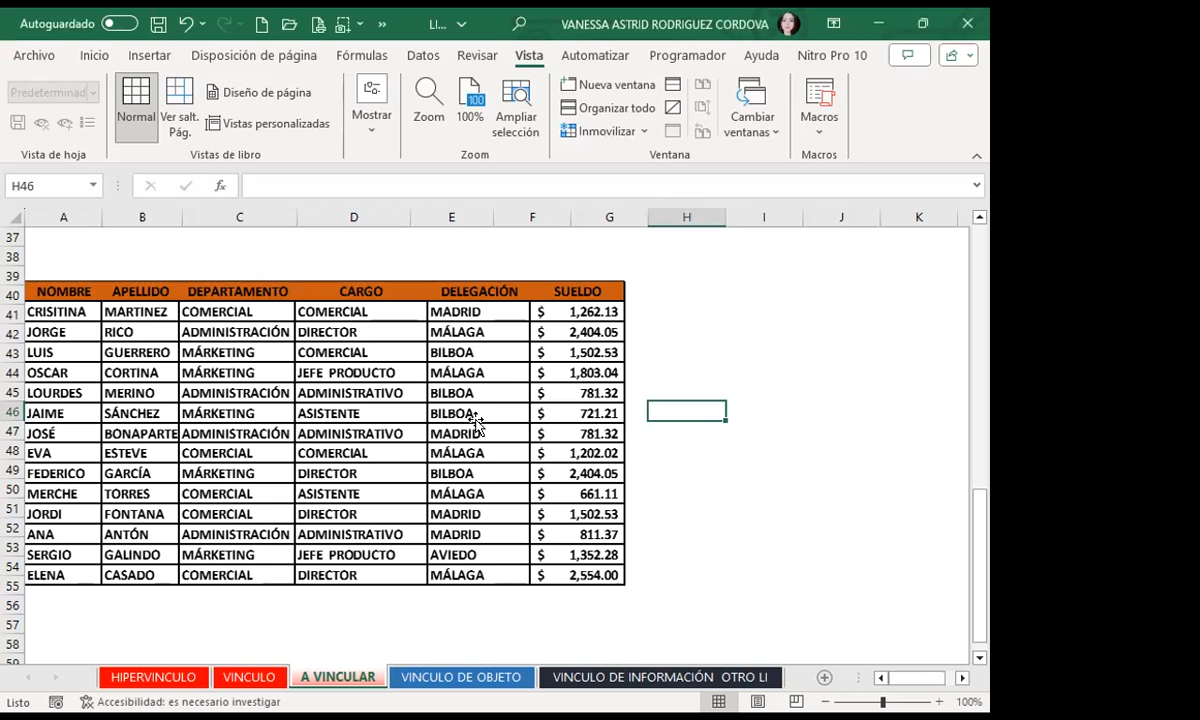 Autoguardado LI... VANESSA ASTRID RODRIGUEZ CORDOVA
Archivo Inicio Insertar Disposición de página Fórmulas Datos Revisar Vista Automatizar Programador Ayuda Nitro Pro 10
Predeterminad
Normal
Ver salt. Pág.
Diseño de página
Vistas personalizadas
Mostrar
Zoom
100
100%
Ampliar selección
Nueva ventana
Organizar todo
Inmovilizar
Cambiar ventanas
Macros
Vista de hoja Vistas de libro Zoom Ventana Macros
H46 fx
A B C D E F G H I J K
37
38
39
40 NOMBRE APELLIDO DEPARTAMENTO CARGO DELEGACIÓN SUELDO
41 CRISITINA MARTINEZ COMERCIAL COMERCIAL MADRID $ 1,262.13
42 JORGE RICO ADMINISTRACIÓN DIRECTOR MÁLAGA $ 2,404.05
43 LUIS GUERRERO MÁRKETING COMERCIAL BILBOA $ 1,502.53
44 OSCAR CORTINA MÁRKETING JEFE PRODUCTO MÁLAGA $ 1,803.04
45 LOURDES MERINO ADMINISTRACIÓN ADMINISTRATIVO BILBOA $ 781.32
46 JAIME SÁNCHEZ MÁRKETING ASISTENTE BILBOA $ 721.21
47 JOSÉ BONAPARTE ADMINISTRACIÓN ADMINISTRATIVO MADRID $ 781.32
48 EVA ESTEVE COMERCIAL COMERCIAL MÁLAGA $ 1,202.02
49 FEDERICO GARCÍA MÁRKETING DIRECTOR BILBOA $ 2,404.05
50 MERCHE TORRES COMERCIAL ASISTENTE MÁLAGA $ 661.11
51 JORDI FONTANA COMERCIAL DIRECTOR MADRID $ 1,502.53
52 ANA ANTÓN ADMINISTRACIÓN ADMINISTRATIVO MADRID $ 811.37
53 SERGIO GALINDO MÁRKETING JEFE PRODUCTO AVIEDO $ 1,352.28
54 ELENA CASADO COMERCIAL DIRECTOR MÁLAGA $ 2,554.00
55
56
57
58
59
HIPERVINCULO VINCULO A VINCULAR VINCULO DE OBJETO VINCULO DE INFORMACIÓN OTRO LI
Listo Accesibilidad: es necesario investigar 100%